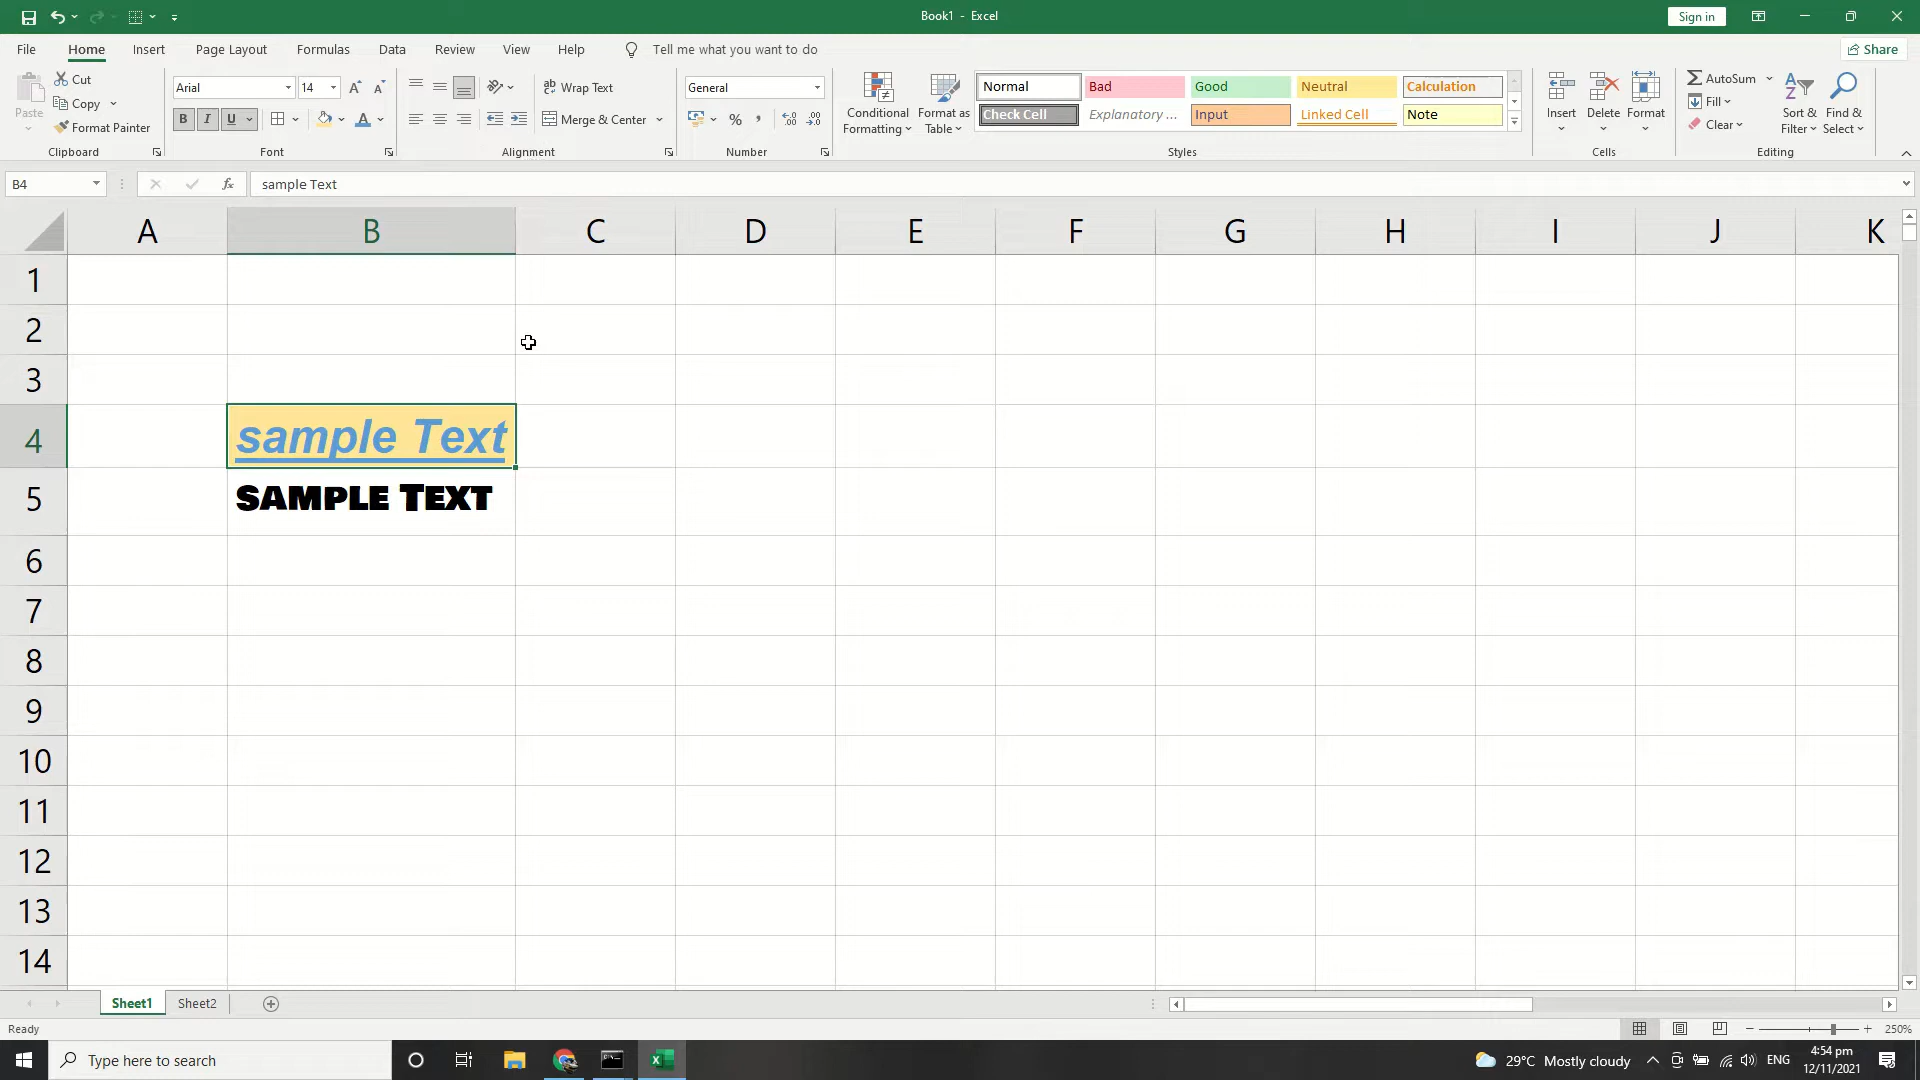 Book1 - Excel
Sign in
File Home Insert Page Layout Formulas Data Review View Help Tell me what you want to do
Share
Paste
Cut
Copy
Format Painter
Clipboard
Arial 14
B I U
Font
Wrap Text
Merge & Center
Alignment
General
Number
Conditional Formatting
Format as Table
Normal Bad Good Neutral Calculation
Check Cell Explanatory ... Input Linked Cell Note
Styles
Insert Delete Format
Cells
AutoSum
Fill
Clear
Sort & Filter
Find & Select
Editing
B4
fx
sample Text
A B C D E F G H I J K
1
2
3
4 sample Text
5 SAMPLE TEXT
6
7
8
9
10
11
12
13
14
Sheet1 Sheet2
Ready
250%
Type here to search
29°C Mostly cloudy
ENG
4:54 pm
12/11/2021